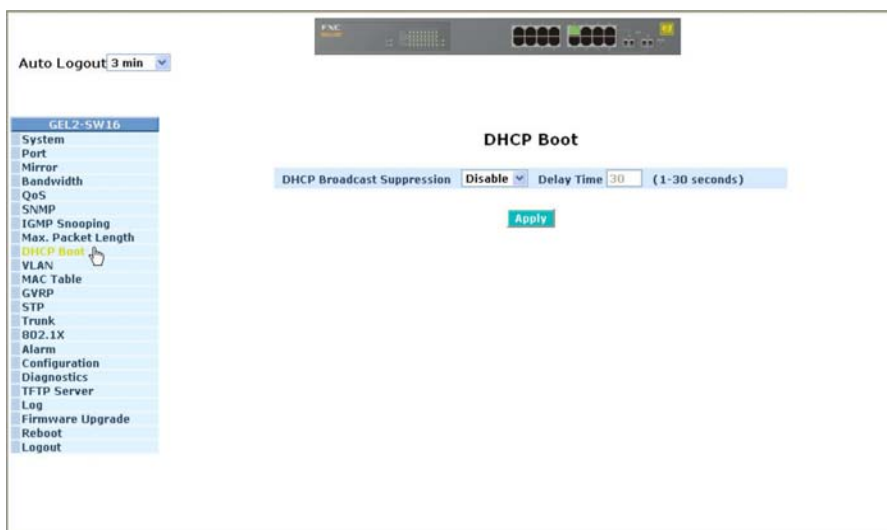 Auto Logout 3 min
GEL2-SW16
System
Port
Mirror
Bandwidth
QoS
SNMP
IGMP Snooping
Max. Packet Length
DHCP Boot
VLAN
MAC Table
GVRP
STP
Trunk
802.1X
Alarm
Configuration
Diagnostics
TFTP Server
Log
Firmware Upgrade
Reboot
Logout
DHCP Boot
DHCP Broadcast Suppression Disable Delay Time 30 (1-30 seconds)
Apply